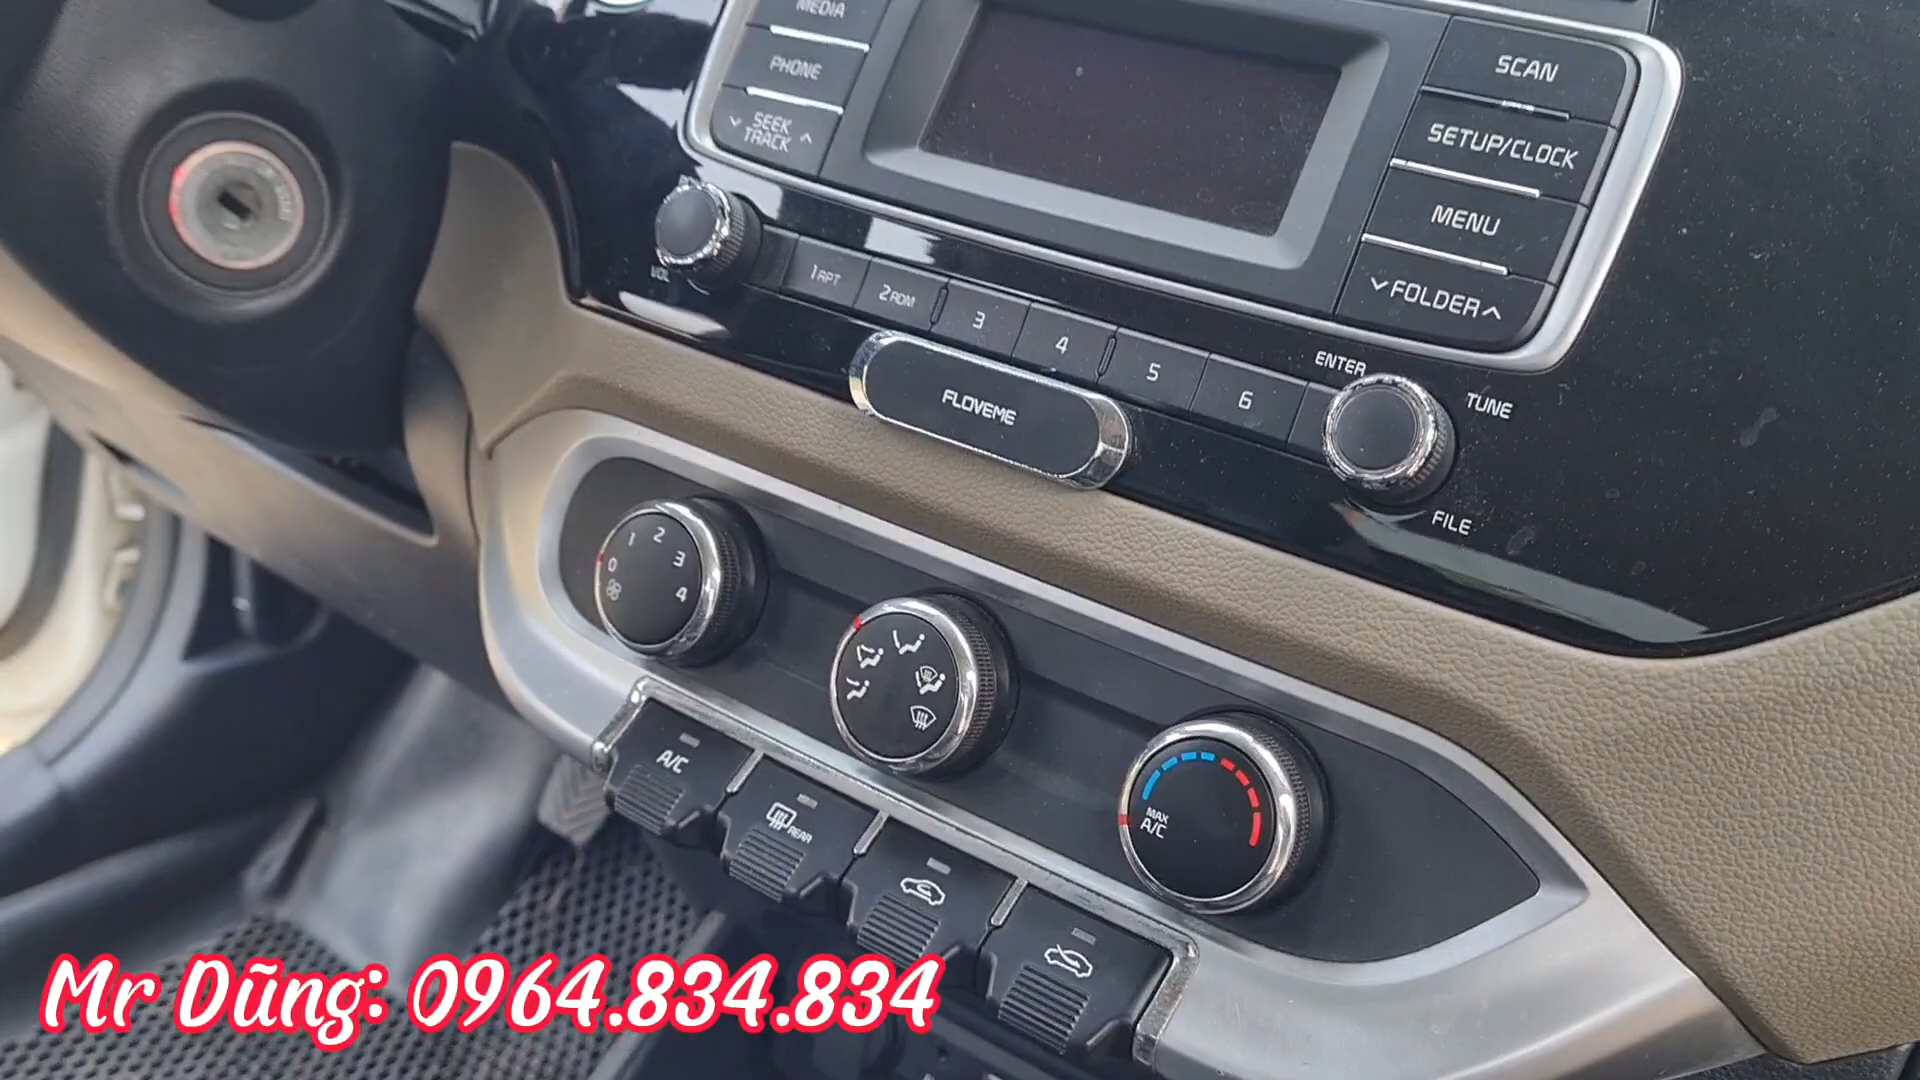 MEDIA
PHONE
SEEK
TRACK
SCAN
SETUP/CLOCK
MENU
FOLDER
VOL
1 RPT
2 RDM
3
4
5
6
ENTER
TUNE
FILE
FLOVEME
0 1 2 3 4
MAX
A/C
A/C
REAR
Mr Dũng: 0964.834.834